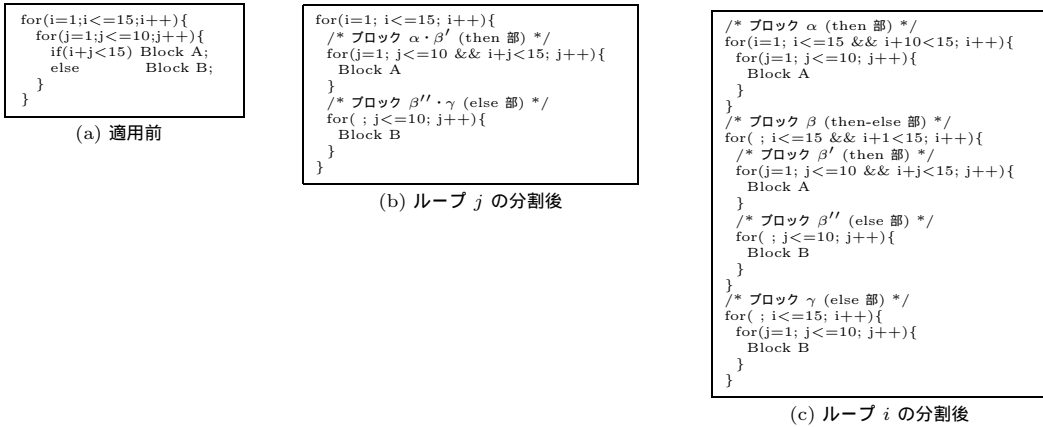 for(i=1;i<=15;i++){
for(j=1;j<=10;j++){
if(i+j<15) Block A;
else Block B;
}
}
(a) 適用前
for(i=1; i<=15; i++){
/* ブロック α・β′ (then 部) */
for(j=1; j<=10 && i+j<15; j++){
Block A
}
/* ブロック β′′・γ (else 部) */
for( ; j<=10; j++){
Block B
}
}
(b) ループ j の分割後
/* ブロック α (then 部) */
for(i=1; i<=15 && i+10<15; i++){
for(j=1; j<=10; j++){
Block A
}
}
/* ブロック β (then-else 部) */
for( ; i<=15 && i+1<15; i++){
/* ブロック β′ (then 部) */
for(j=1; j<=10 && i+j<15; j++){
Block A
}
/* ブロック β′′ (else 部) */
for( ; j<=10; j++){
Block B
}
}
/* ブロック γ (else 部) */
for( ; i<=15; i++){
for(j=1; j<=10; j++){
Block B
}
}
(c) ループ i の分割後